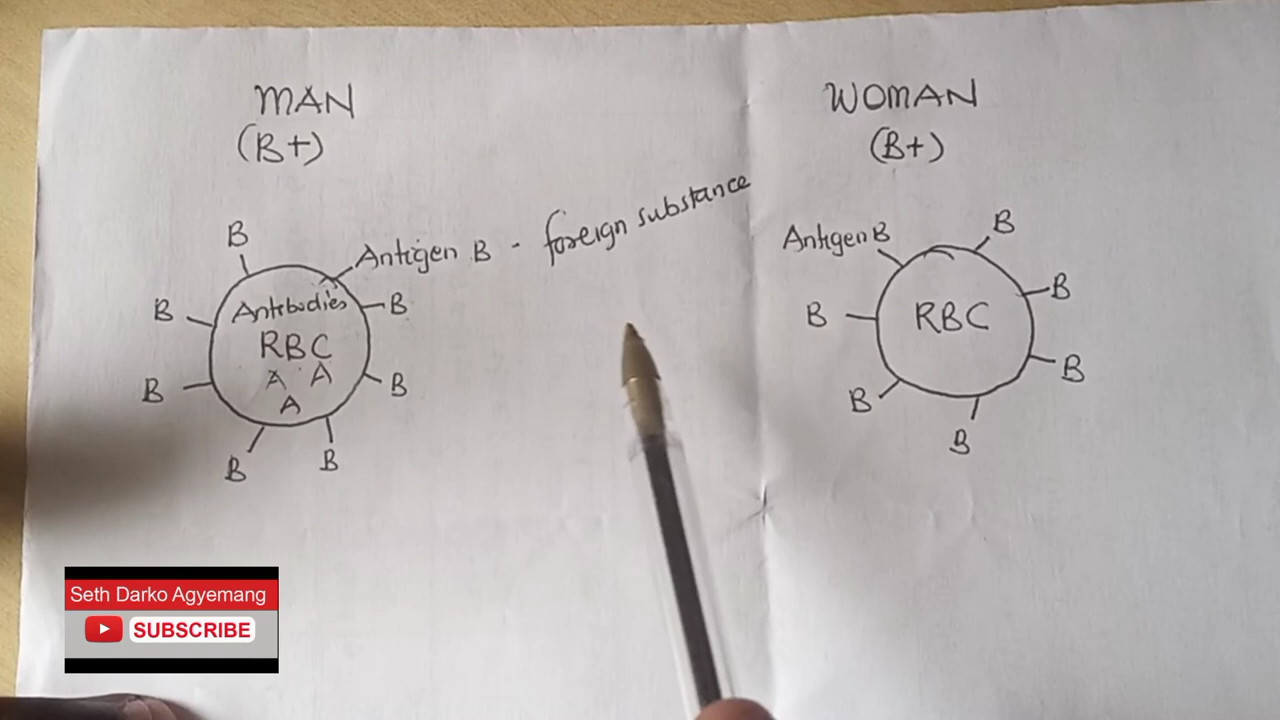 MAN
(B+)
WOMAN
(B+)
B
Antigen B - foreign substance
B
Antibodies
B
RBC
B
A A
B
A
B
B
Antigen B
B
B
RBC
B
B
B
B
Seth Darko Agyemang
SUBSCRIBE